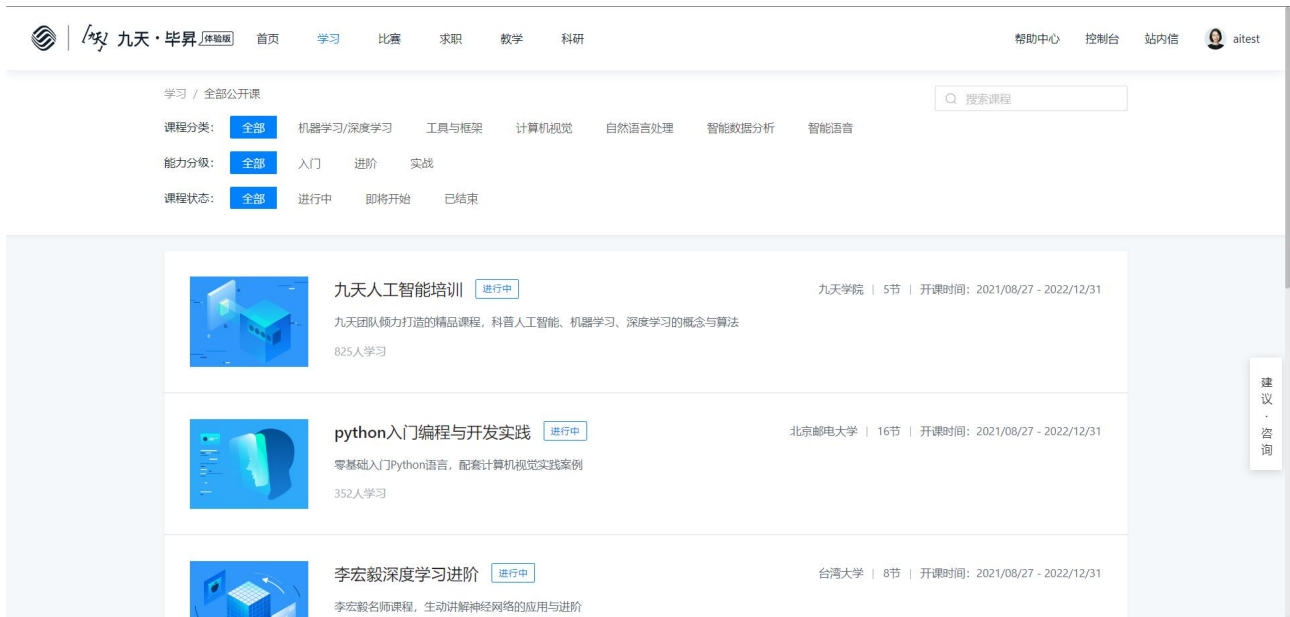 九天·毕昇 体验版 首页 学习 比赛 求职 教学 科研 帮助中心 控制台 站内信 aitest
学习 / 全部公开课 搜索课程
课程分类: 全部 机器学习/深度学习 工具与框架 计算机视觉 自然语言处理 智能数据分析 智能语音
能力分级: 全部 入门 进阶 实战
课程状态: 全部 进行中 即将开始 已结束
九天人工智能培训 进行中 九天学院 | 5节 | 开课时间: 2021/08/27 - 2022/12/31
九天团队倾力打造的精品课程, 科普人工智能、机器学习、深度学习的概念与算法
825人学习
python入门编程与开发实践 进行中 北京邮电大学 | 16节 | 开课时间: 2021/08/27 - 2022/12/31
零基础入门Python语言, 配套计算机视觉实践案例
352人学习
李宏毅深度学习进阶 进行中 台湾大学 | 8节 | 开课时间: 2021/08/27 - 2022/12/31
李宏毅名师课程, 生动讲解神经网络的应用与进阶
建议·咨询